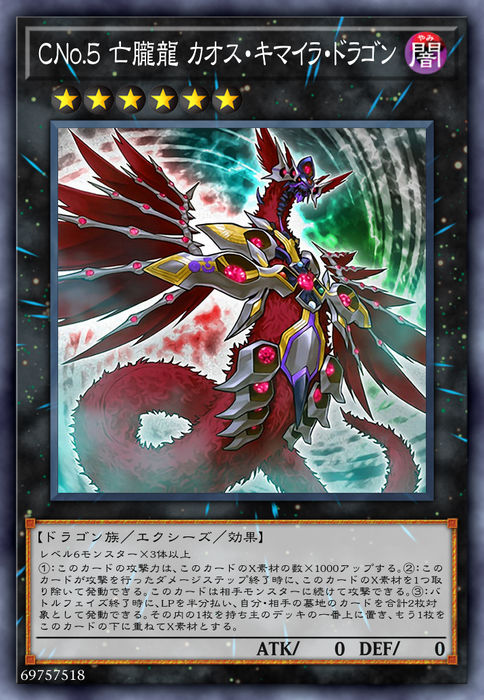 CNo.5 亡朧龍 カオス・キマイラ・ドラゴン
やみ
闇
【ドラゴン族／エクシーズ／効果】
レベル6モンスター×3体以上
①：このカードの攻撃力は、このカードのX素材の数×1000アップする。②：この
カードが攻撃を行ったダメージステップ終了時に、このカードのX素材を1つ取
り除いて発動できる。このカードは相手モンスターに続けて攻撃できる。③：バ
トルフェイズ終了時に、LPを半分払い、自分・相手の墓地のカードを合計2枚対
象として発動できる。その内の1枚を持ち主のデッキの一番上に置き、もう1枚を
このカードの下に重ねてX素材とする。
ATK/ 0 DEF/ 0
69757518